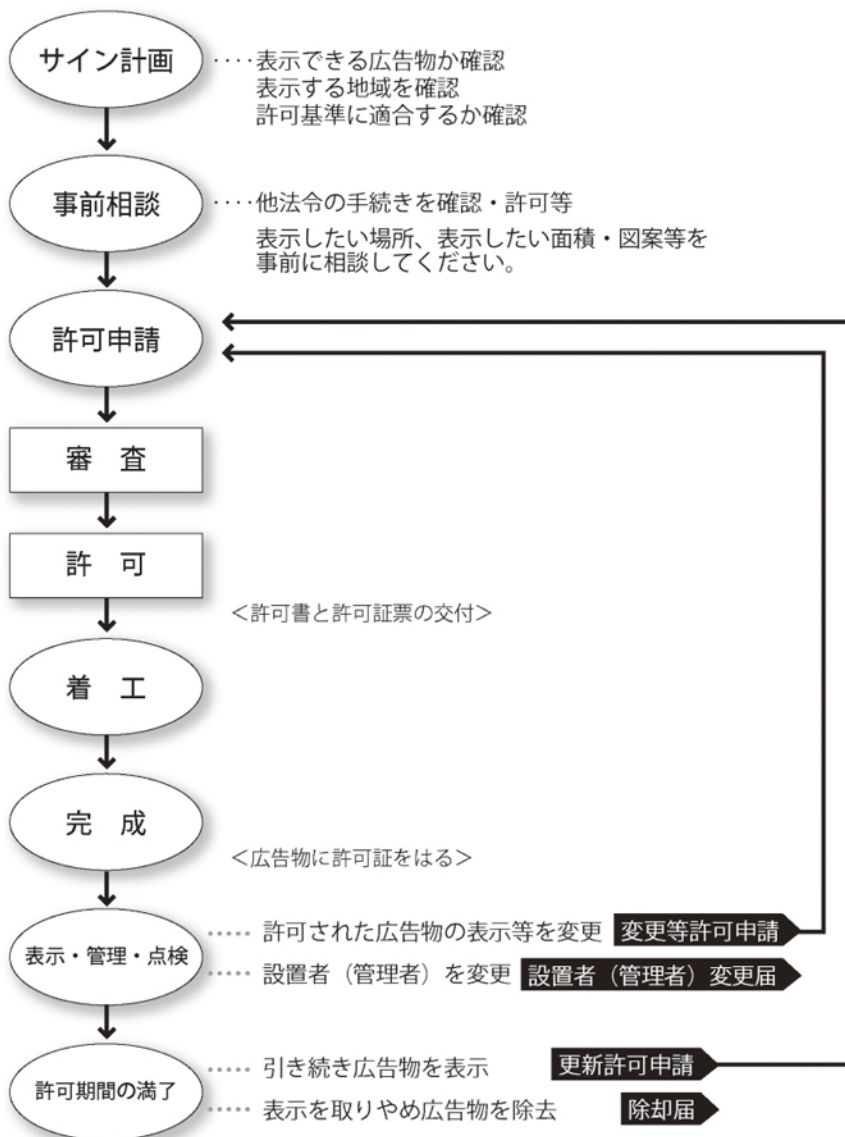 サイン計画
‥‥表示できる広告物か確認
表示する地域を確認
許可基準に適合するか確認
事前相談
‥‥他法令の手続きを確認・許可等
表示したい場所、表示したい面積・図案等を
事前に相談してください。
許可申請
審　査
許　可
＜許可書と許可証票の交付＞
着　工
完　成
＜広告物に許可証をはる＞
表示・管理・点検
‥‥‥許可された広告物の表示等を変更 変更等許可申請
‥‥‥設置者（管理者）を変更 設置者（管理者）変更届
許可期間の満了
‥‥‥引き続き広告物を表示 更新許可申請
‥‥‥表示を取りやめ広告物を除去 除却届